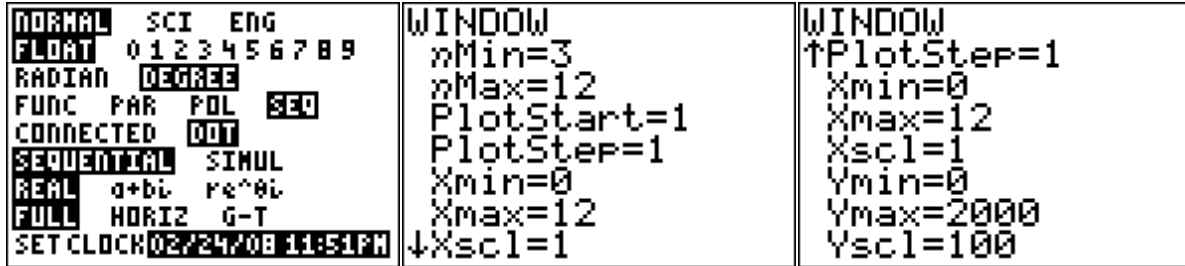 NORMAL SCI ENG
FLOAT 0 1 2 3 4 5 6 7 8 9
RADIAN DEGREE
FUNC PAR POL SEQ
CONNECTED DOT
SEQUENTIAL SIMUL
REAL a+bi re^θi
FULL HORIZ G-T
SET CLOCK 02/24/08 11:51PM
WINDOW
nMin=3
nMax=12
PlotStart=1
PlotStep=1
Xmin=0
Xmax=12
↓Xscl=1
WINDOW
↑PlotStep=1
Xmin=0
Xmax=12
Xscl=1
Ymin=0
Ymax=2000
Yscl=100